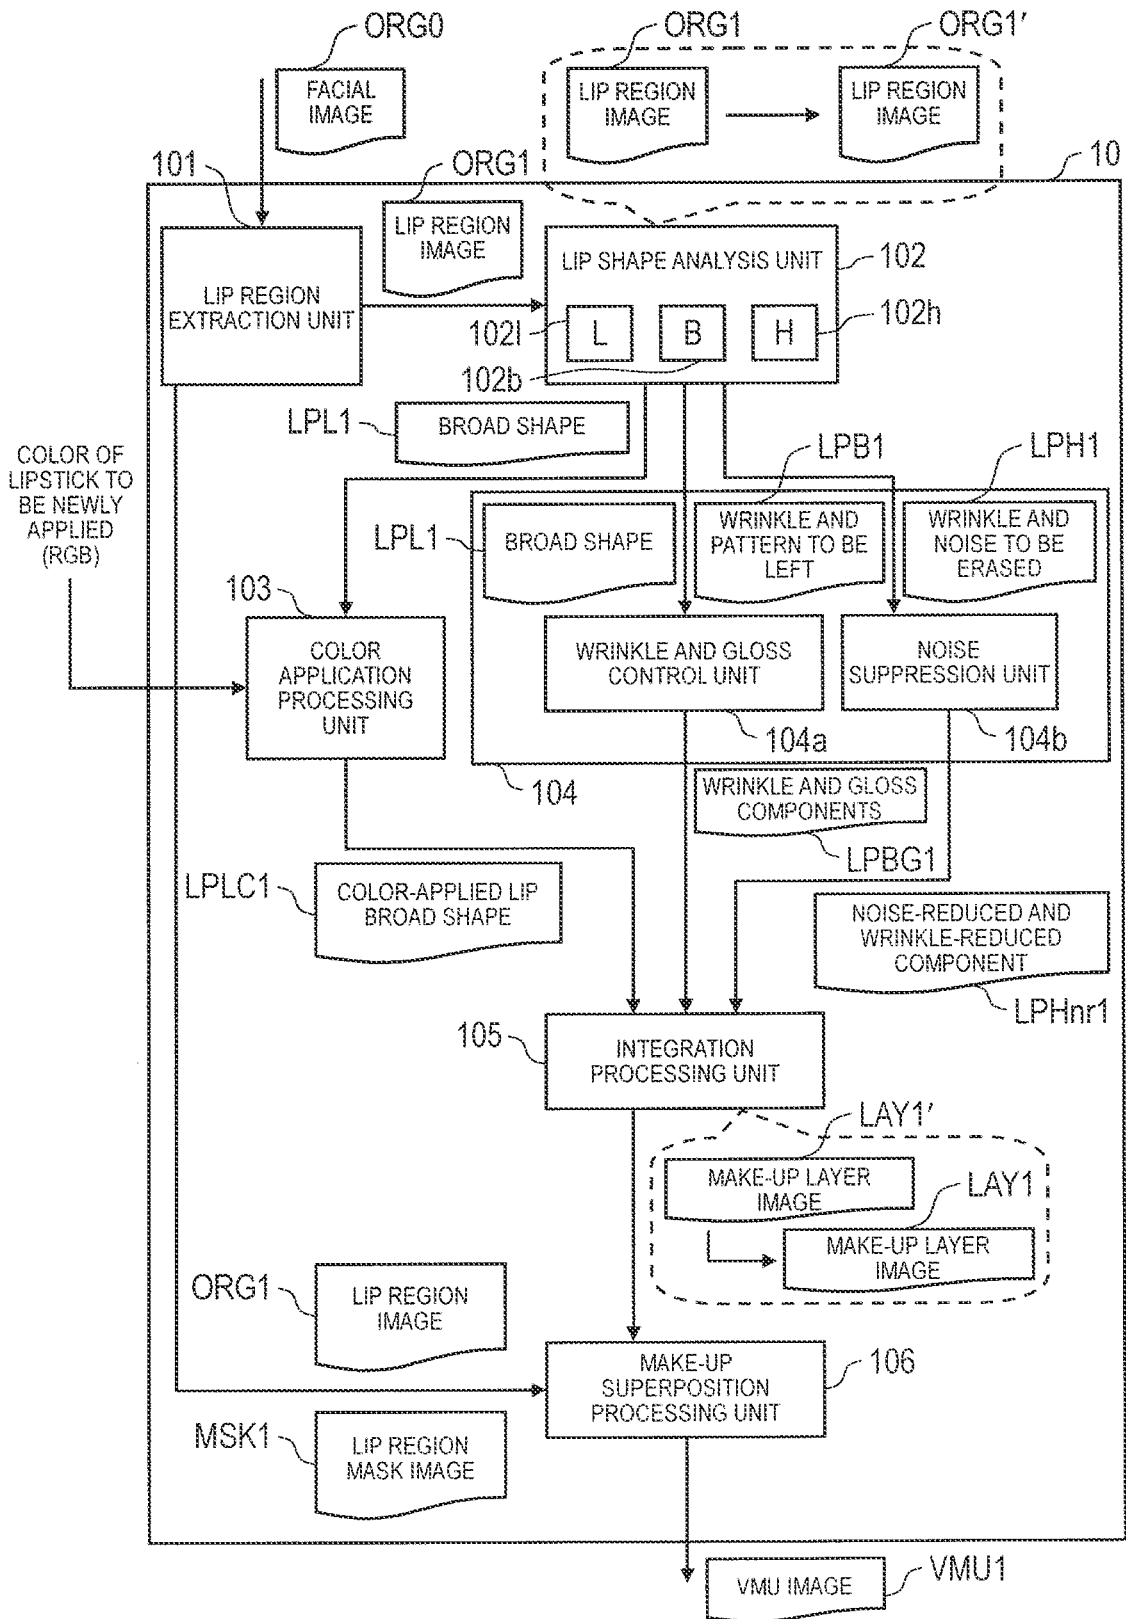 ORG0
ORG1
ORG1′
FACIAL
IMAGE
LIP REGION
IMAGE
LIP REGION
IMAGE
101
ORG1
10
LIP REGION
IMAGE
LIP REGION
EXTRACTION UNIT
LIP SHAPE ANALYSIS UNIT
102
102l
L
B
H
102h
102b
LPL1
BROAD SHAPE
COLOR OF
LIPSTICK TO
BE NEWLY
APPLIED
(RGB)
LPB1
LPH1
LPL1
BROAD SHAPE
WRINKLE AND
PATTERN TO BE
LEFT
WRINKLE AND
NOISE TO BE
ERASED
103
COLOR
APPLICATION
PROCESSING
UNIT
WRINKLE AND GLOSS
CONTROL UNIT
NOISE
SUPPRESSION UNIT
104a
104b
104
WRINKLE AND GLOSS
COMPONENTS
LPBG1
LPLC1
COLOR-APPLIED LIP
BROAD SHAPE
NOISE-REDUCED AND
WRINKLE-REDUCED
COMPONENT
LPHnr1
105
INTEGRATION
PROCESSING UNIT
LAY1′
MAKE-UP LAYER
IMAGE
LAY1
MAKE-UP LAYER
IMAGE
ORG1
LIP REGION
IMAGE
MAKE-UP
SUPERPOSITION
PROCESSING UNIT
106
MSK1
LIP REGION
MASK IMAGE
VMU IMAGE
VMU1